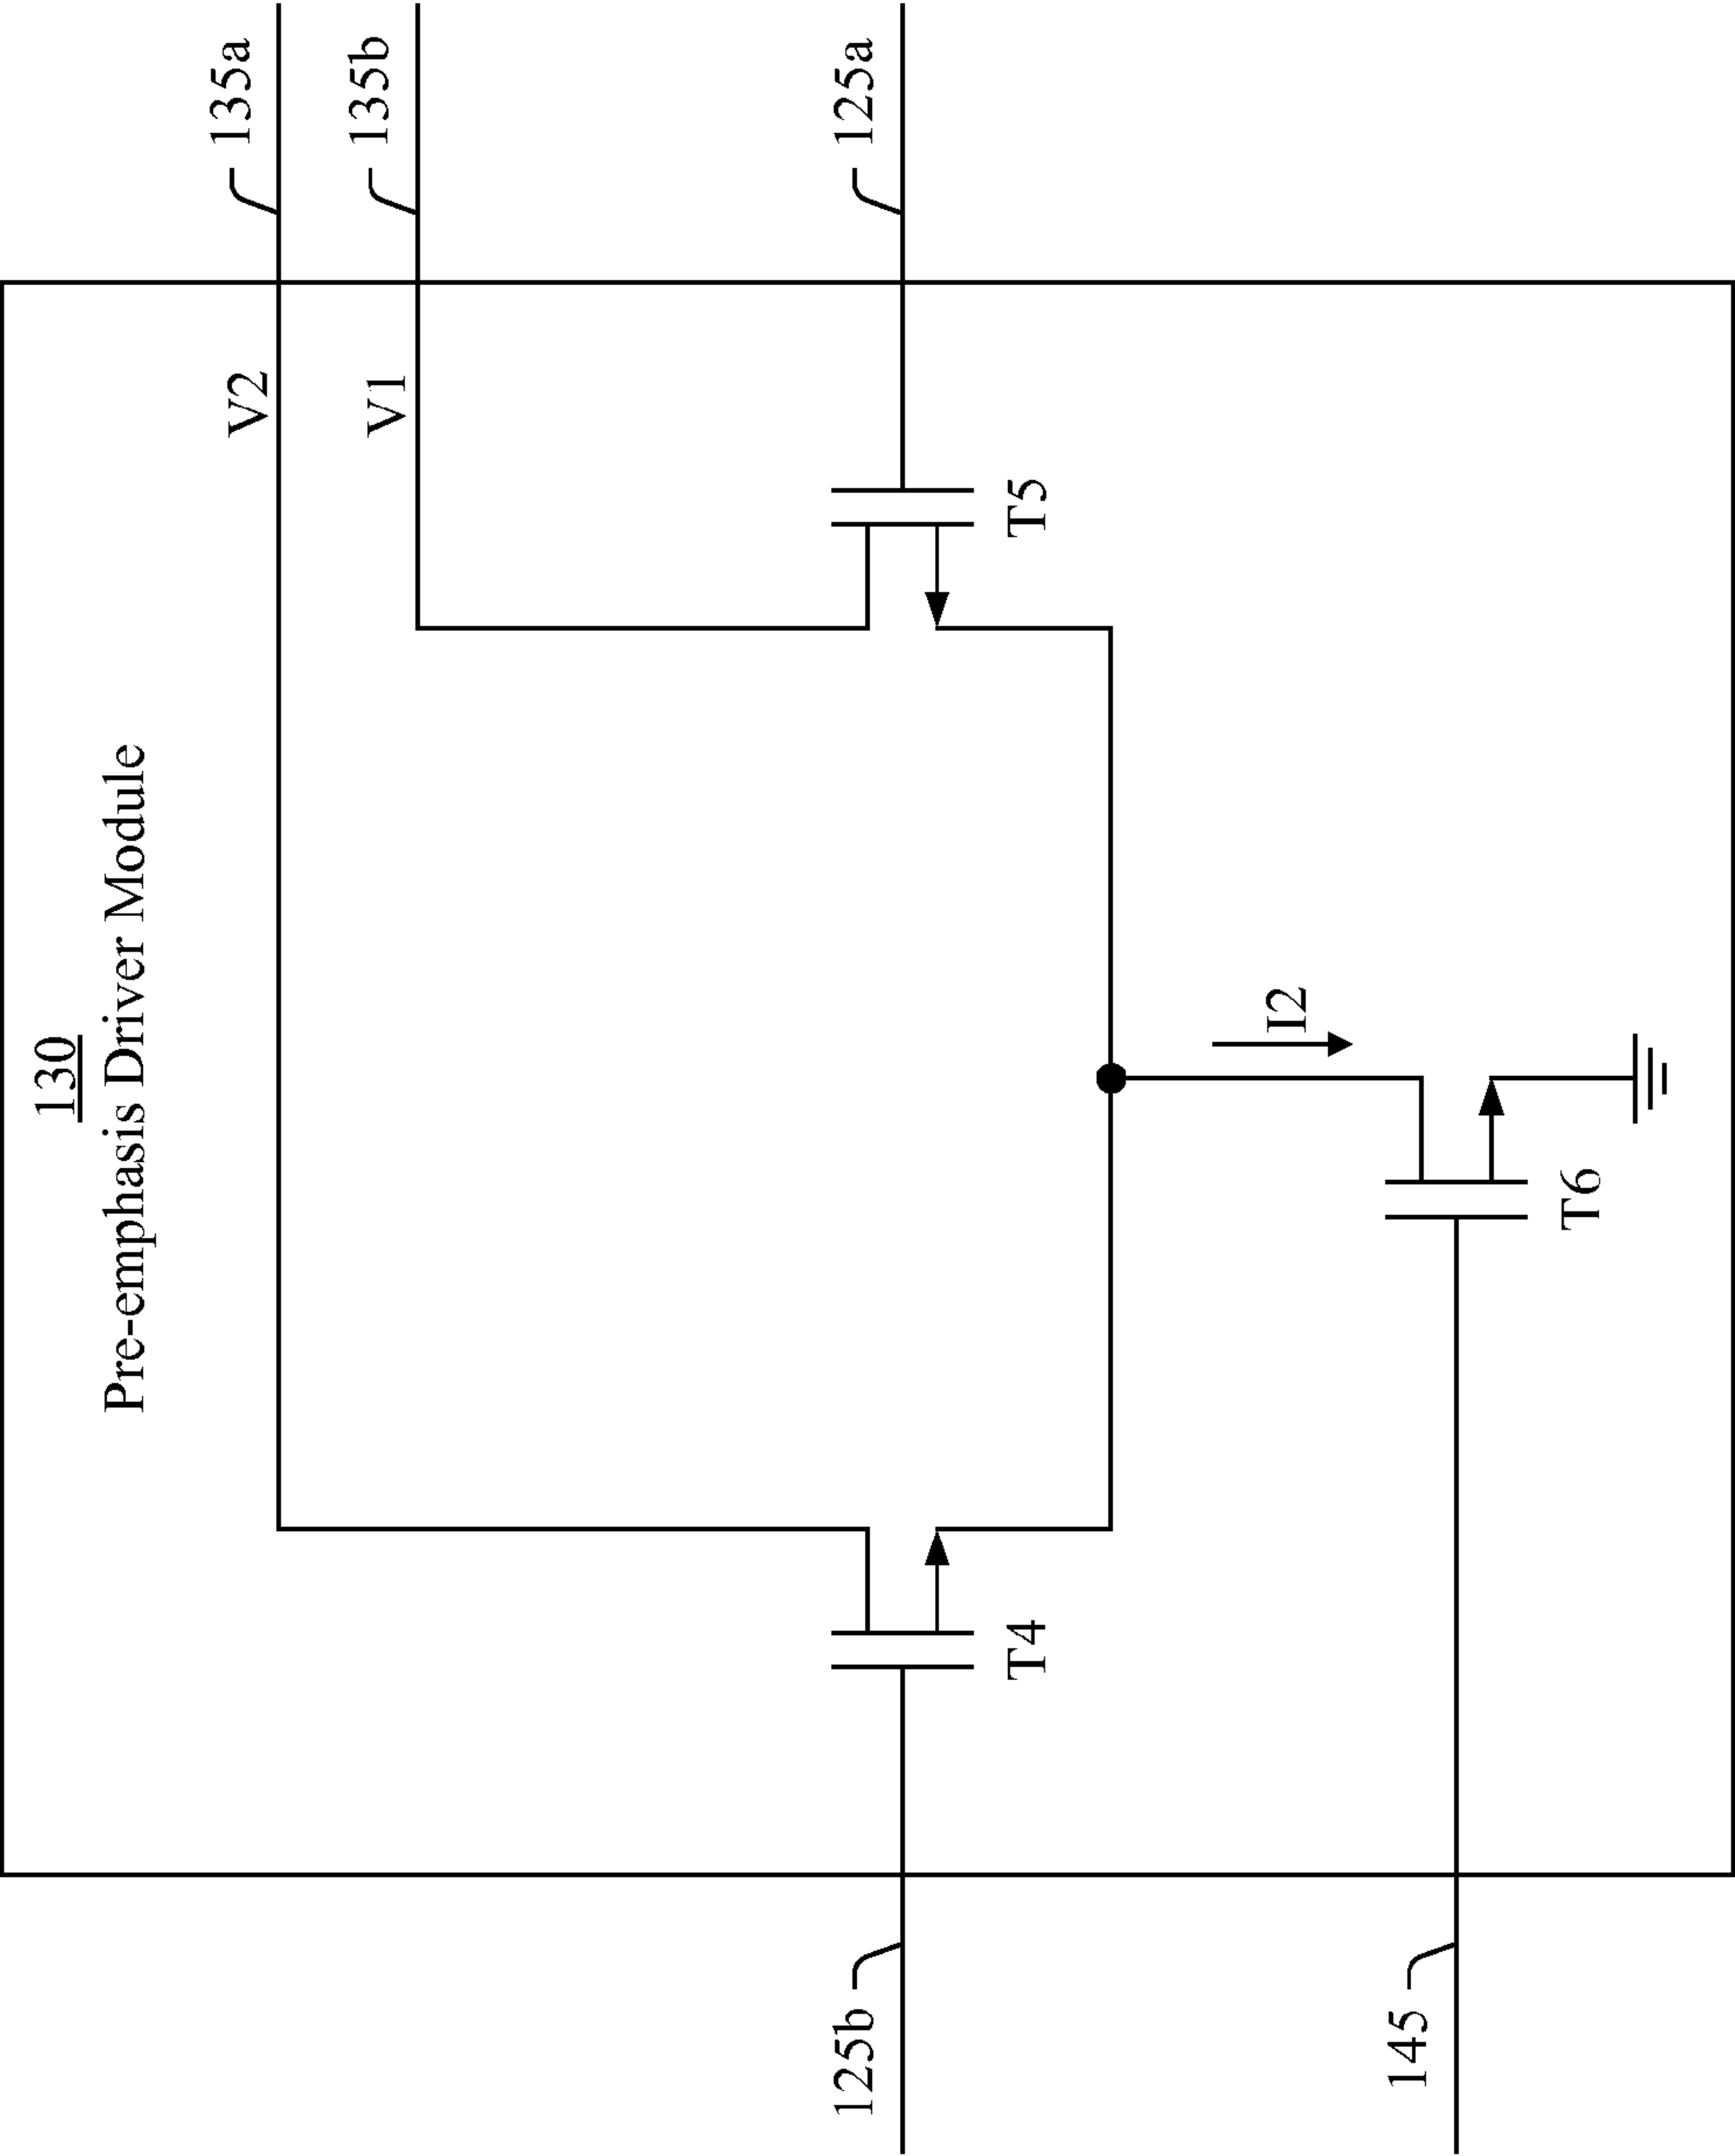 130
Pre-emphasis Driver Module
V2
135a
V1
135b
125b
T4
T5
125a
I2
145
T6